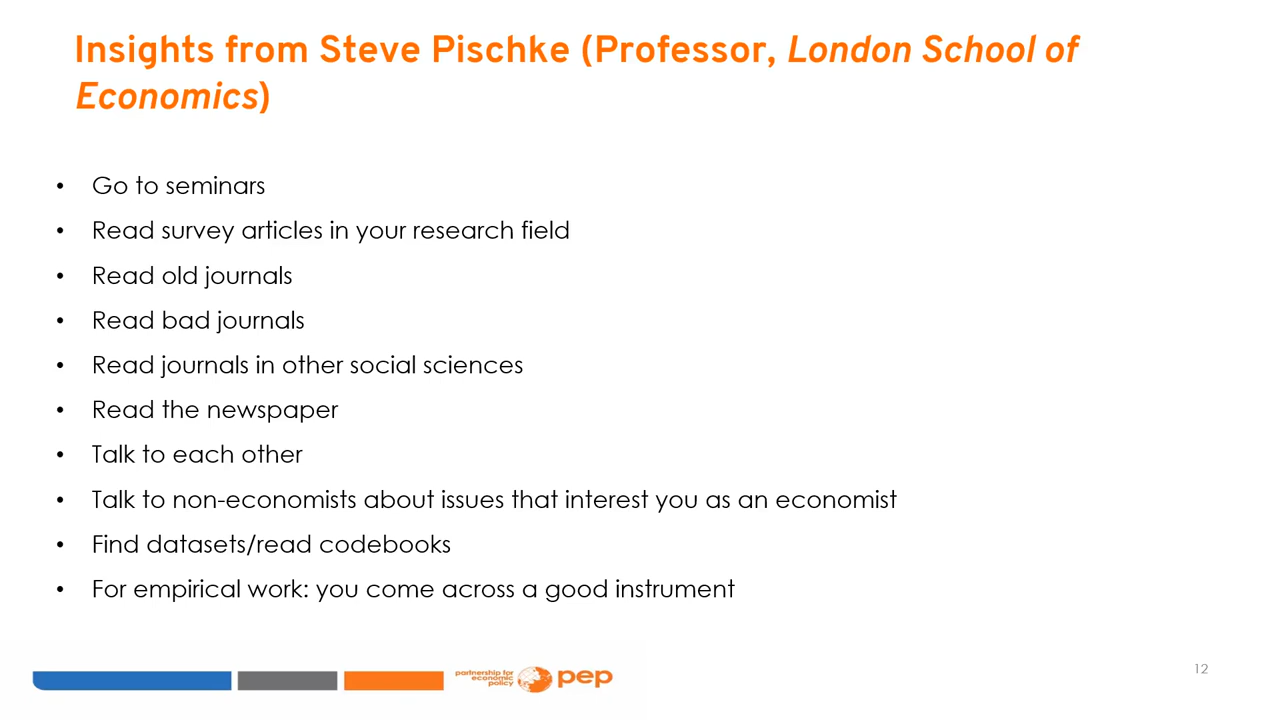 Insights from Steve Pischke (Professor, London School of
Economics)
• Go to seminars
• Read survey articles in your research field
• Read old journals
• Read bad journals
• Read journals in other social sciences
• Read the newspaper
• Talk to each other
• Talk to non-economists about issues that interest you as an economist
• Find datasets/read codebooks
• For empirical work: you come across a good instrument
partnership for
economic
policy
pep
12